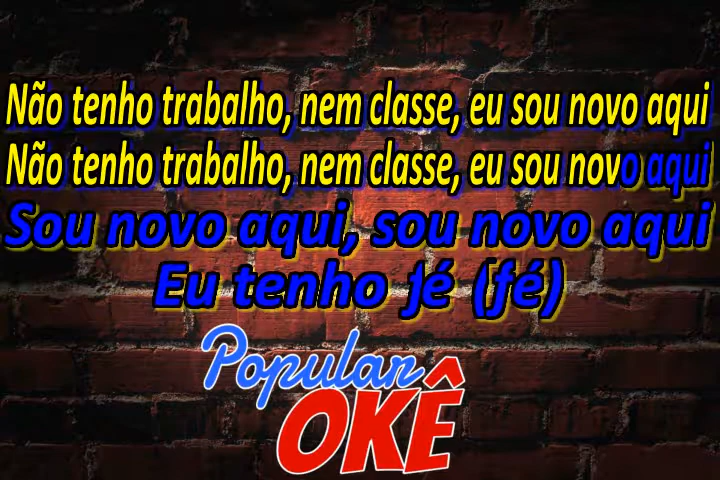 Não tenho trabalho, nem classe, eu sou novo aqui
Não tenho trabalho, nem classe, eu sou novo aqui
Sou novo aqui, sou novo aqui
Eu tenho fé (fé)
Popular
OKÊ